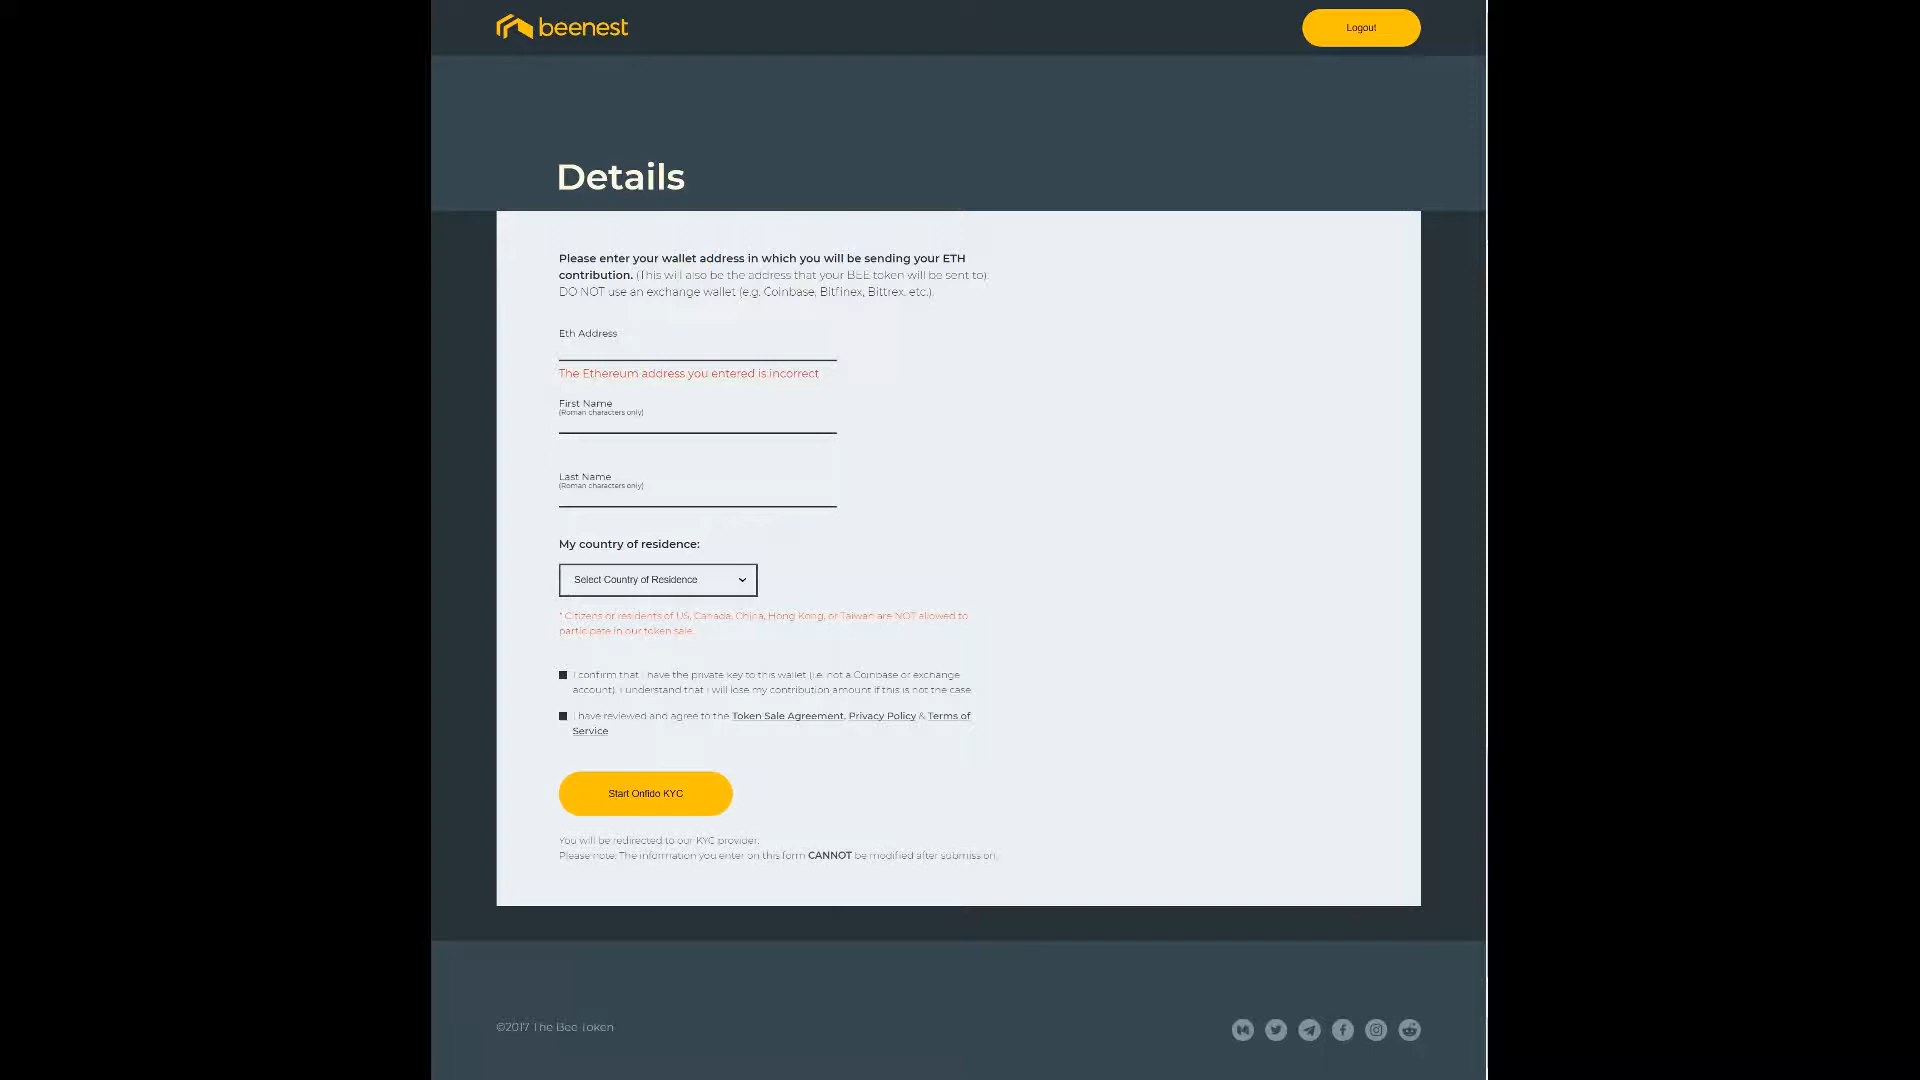 beenest
Logout
Details
Please enter your wallet address in which you will be sending your ETH
contribution. (This will also be the address that your BEE token will be sent to).
DO NOT use an exchange wallet (e.g. Coinbase, Bitfinex, Bittrex, etc.).
Eth Address
The Ethereum address you entered is incorrect
First Name
(Roman characters only)
Last Name
(Roman characters only)
My country of residence:
Select Country of Residence
* Citizens or residents of US, Canada, China, Hong Kong, or Taiwan are NOT allowed to
participate in our token sale.
I confirm that I have the private key to this wallet (i.e. not a Coinbase or exchange
account). I understand that I will lose my contribution amount if this is not the case.
I have reviewed and agree to the Token Sale Agreement, Privacy Policy & Terms of
Service
Start Onfido KYC
You will be redirected to our KYC provider.
Please note: The information you enter on this form CANNOT be modified after submission.
©2017 The Bee Token